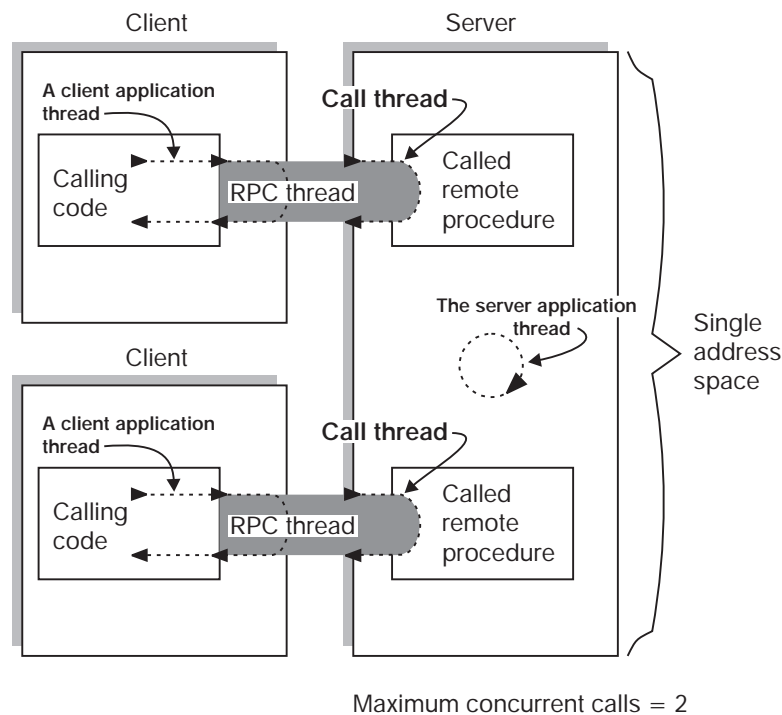 Client
Server
A client application
thread
Call thread
Calling
code
RPC thread
Called
remote
procedure
The server application
thread
Single
address
space
Client
A client application
thread
Call thread
Calling
code
RPC thread
Called
remote
procedure
Maximum concurrent calls = 2